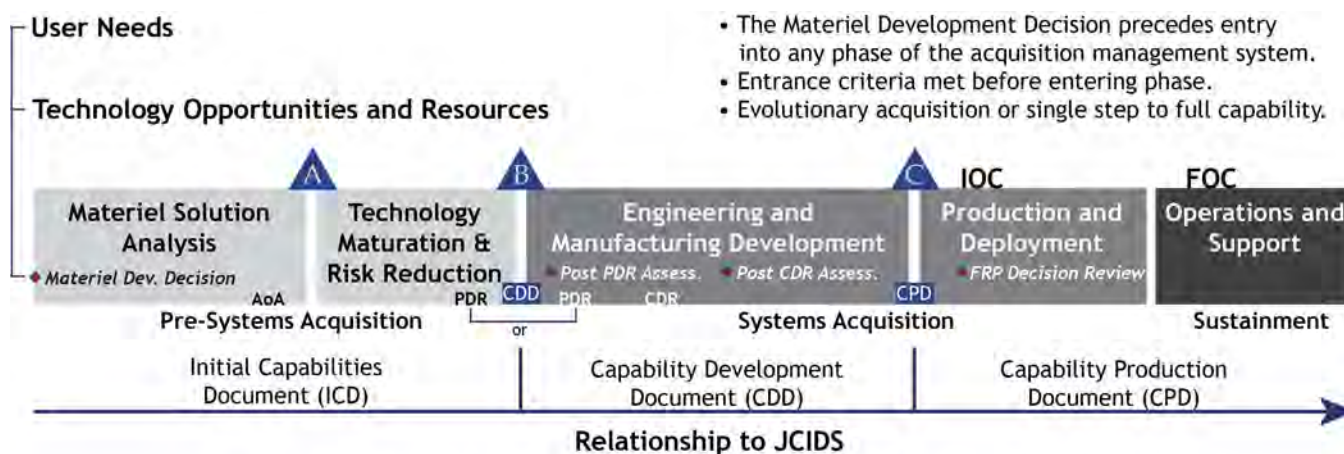 User Needs
Technology Opportunities and Resources
• The Materiel Development Decision precedes entry
into any phase of the acquisition management system.
• Entrance criteria met before entering phase.
• Evolutionary acquisition or single step to full capability.
A
B
C
IOC
FOC
Materiel Solution
Analysis
Materiel Dev. Decision
AoA
Technology
Maturation &
Risk Reduction
PDR
CDD
Engineering and
Manufacturing Development
Post PDR Assess.
Post CDR Assess.
PDR
CDR
CPD
Production and
Deployment
FRP Decision Review
Operations and
Support
Pre-Systems Acquisition
or
Systems Acquisition
Sustainment
Initial Capabilities
Document (ICD)
Capability Development
Document (CDD)
Capability Production
Document (CPD)
Relationship to JCIDS